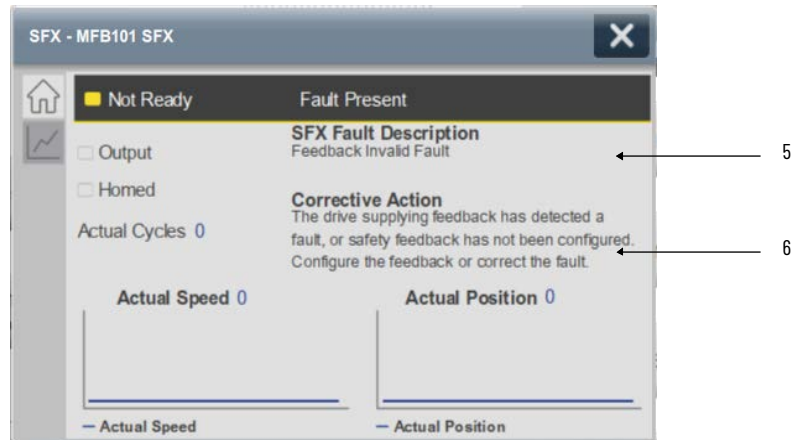 SFX - MFB101 SFX
Not Ready
Fault Present
Output
Homed
Actual Cycles 0
SFX Fault Description
Feedback Invalid Fault
5
Corrective Action
The drive supplying feedback has detected a
fault, or safety feedback has not been configured.
Configure the feedback or correct the fault.
6
Actual Speed 0
Actual Position 0
Actual Speed
Actual Position